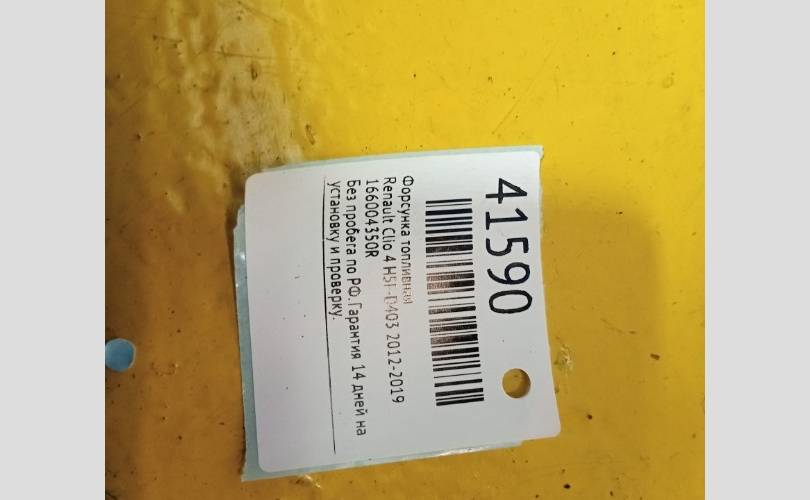 41590
Форсунка топливная
Renault Clio 4 H5F-D403 2012-2019
166004350R
Без пробега по РФ.Гарантия 14 дней на
установку и проверку.